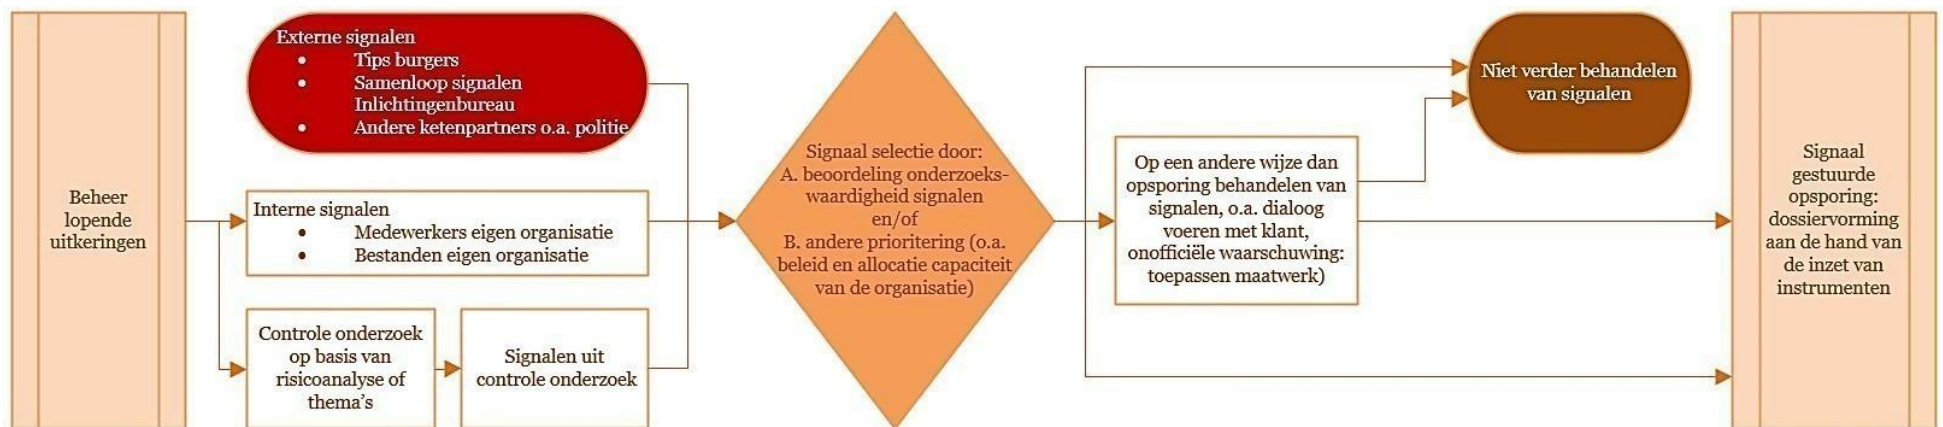 Beheer
lopende
uitkeringen
Externe signalen
• Tips burgers
• Samenloop signalen
Inlichtingenbureau
• Andere ketenpartners o.a. politie
Interne signalen
• Medewerkers eigen organisatie
• Bestanden eigen organisatie
Controle onderzoek
op basis van
risicoanalyse of
thema's
Signalen uit
controle onderzoek
Signaal selectie door:
A. beoordeling onderzoeks-
waardigheid signalen
en/of
B. andere prioritering (o.a.
beleid en allocatie capaciteit
van de organisatie)
Niet verder behandelen
van signalen
Op een andere wijze dan
opsporing behandelen van
signalen, o.a. dialoog
voeren met klant,
onofficiële waarschuwing:
toepassen maatwerk)
Signaal
gestuurde
opsporing:
dossiervorming
aan de hand van
de inzet van
instrumenten